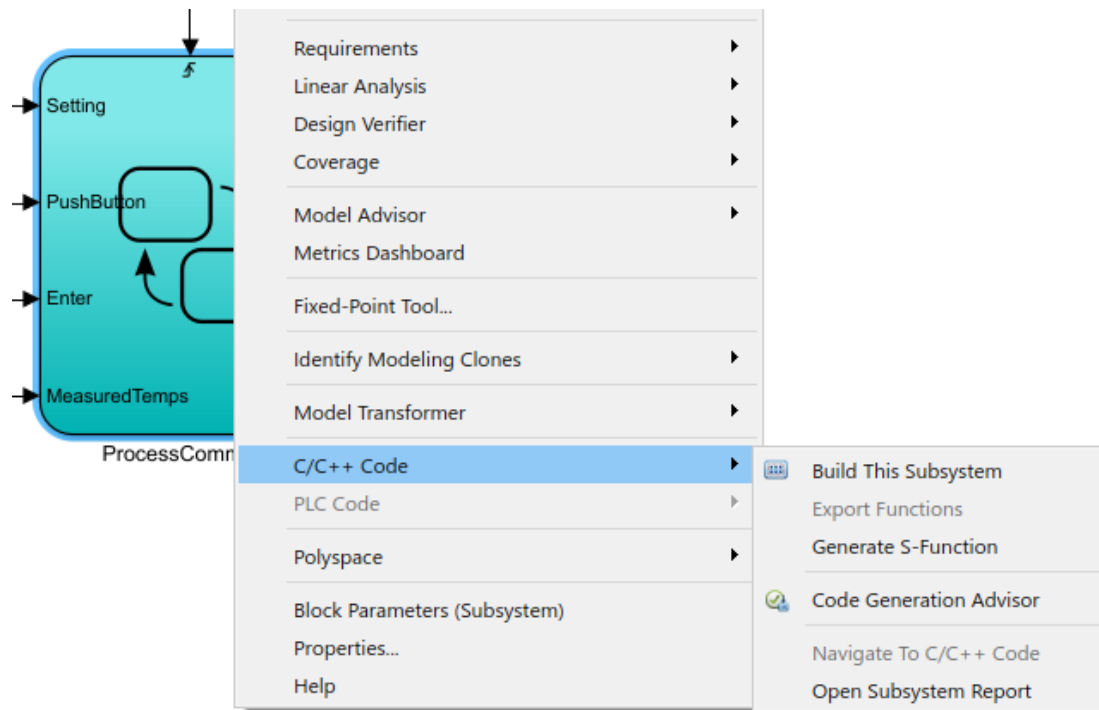 Setting
PushButton
Enter
MeasuredTemps
ProcessComm
Requirements
Linear Analysis
Design Verifier
Coverage
Model Advisor
Metrics Dashboard
Fixed-Point Tool...
Identify Modeling Clones
Model Transformer
C/C++ Code
PLC Code
Polyspace
Block Parameters (Subsystem)
Properties...
Help
Build This Subsystem
Export Functions
Generate S-Function
Code Generation Advisor
Navigate To C/C++ Code
Open Subsystem Report